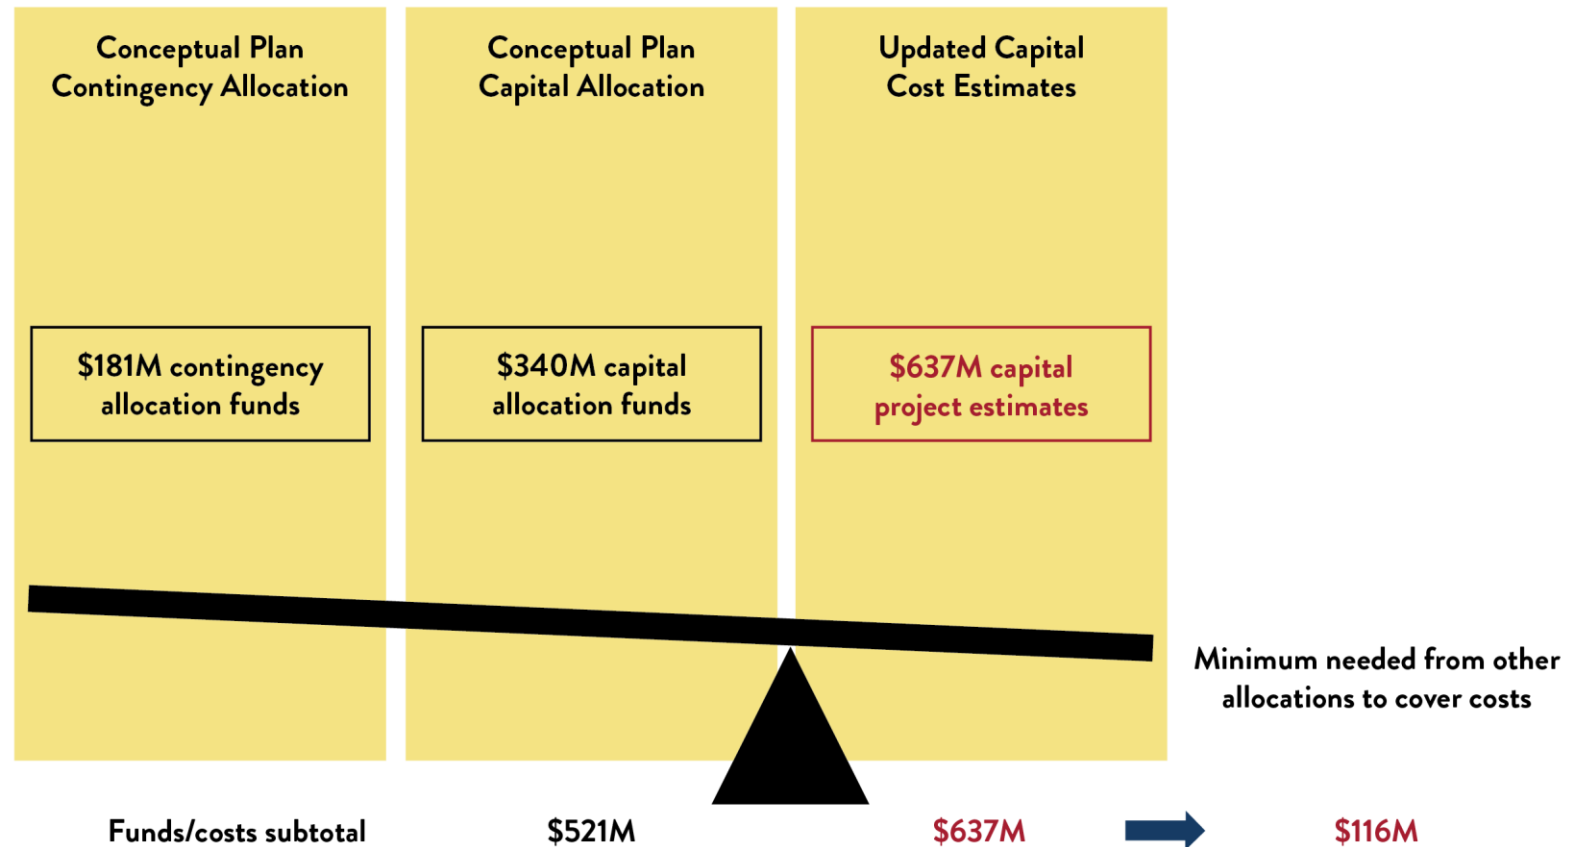 Conceptual Plan
Contingency Allocation
Conceptual Plan
Capital Allocation
Updated Capital
Cost Estimates
$181M contingency
allocation funds
$340M capital
allocation funds
$637M capital
project estimates
Minimum needed from other
allocations to cover costs
Funds/costs subtotal
$521M
$637M
$116M